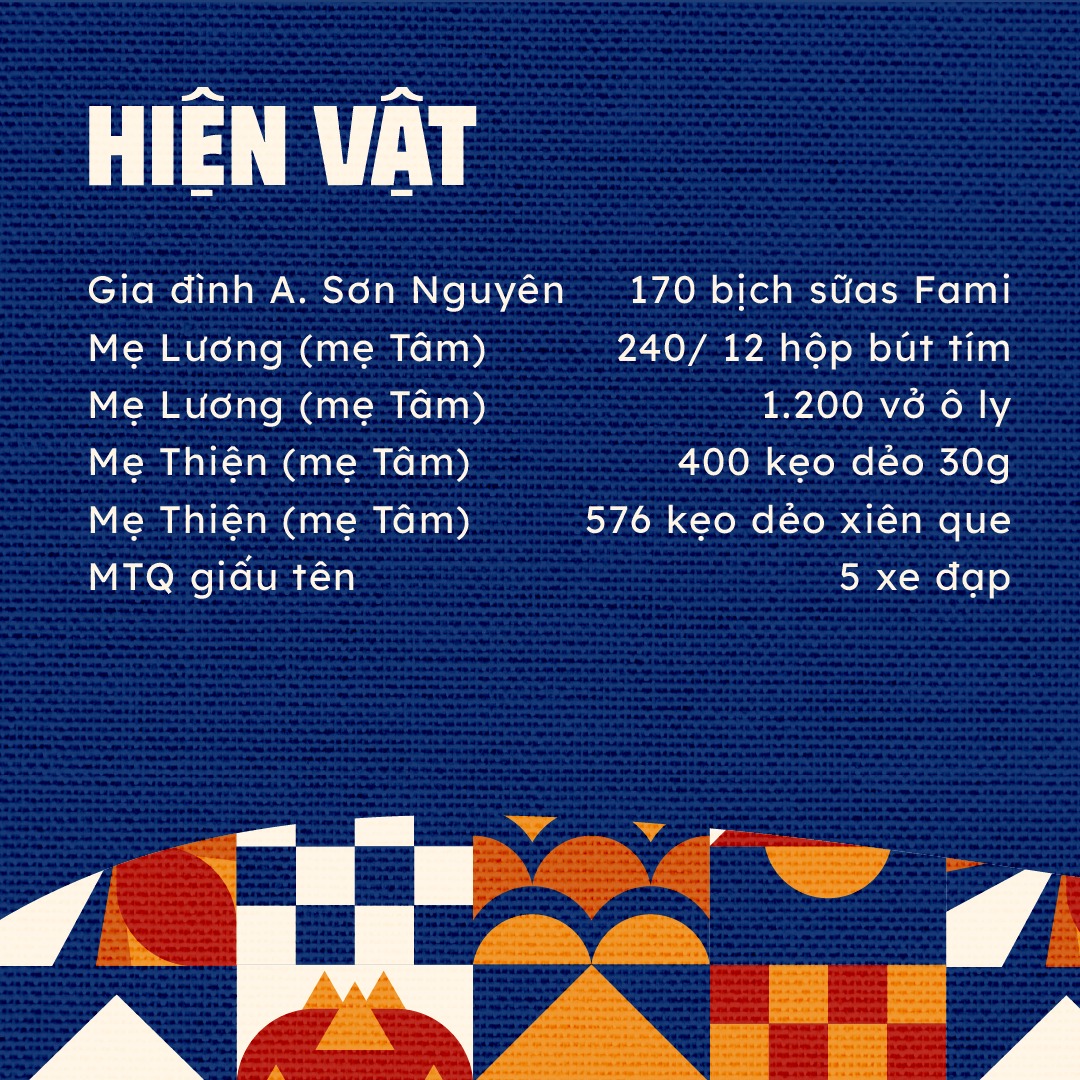 HIỆN VẬT
Gia đình A. Sơn Nguyên 170 bịch sữas Fami
Mẹ Lương (mẹ Tâm) 240/ 12 hộp bút tím
Mẹ Lương (mẹ Tâm) 1.200 vở ô ly
Mẹ Thiện (mẹ Tâm) 400 kẹo dẻo 30g
Mẹ Thiện (mẹ Tâm) 576 kẹo dẻo xiên que
MTQ giấu tên 5 xe đạp